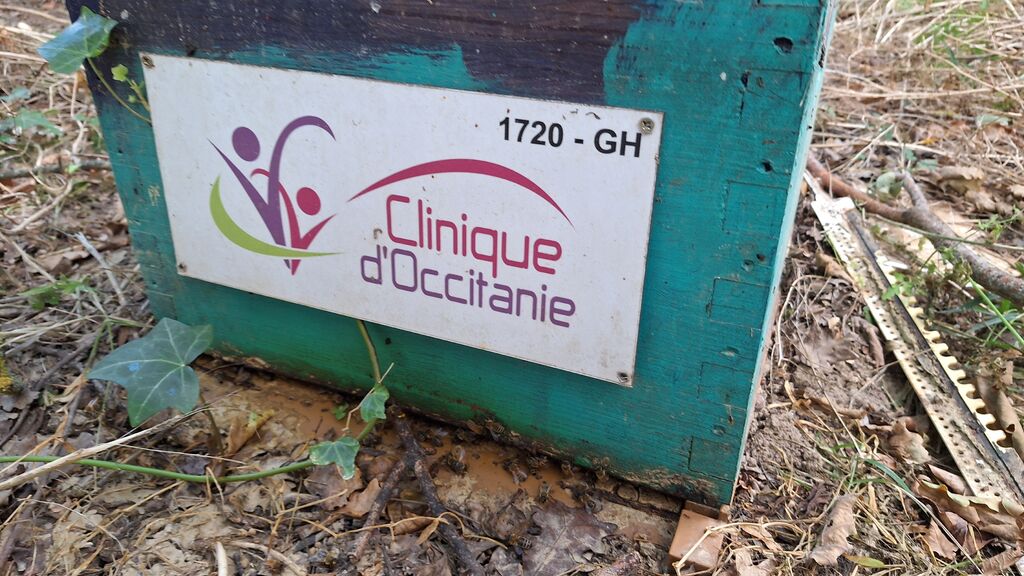 1720 - GH
Clinique
d'Occitanie